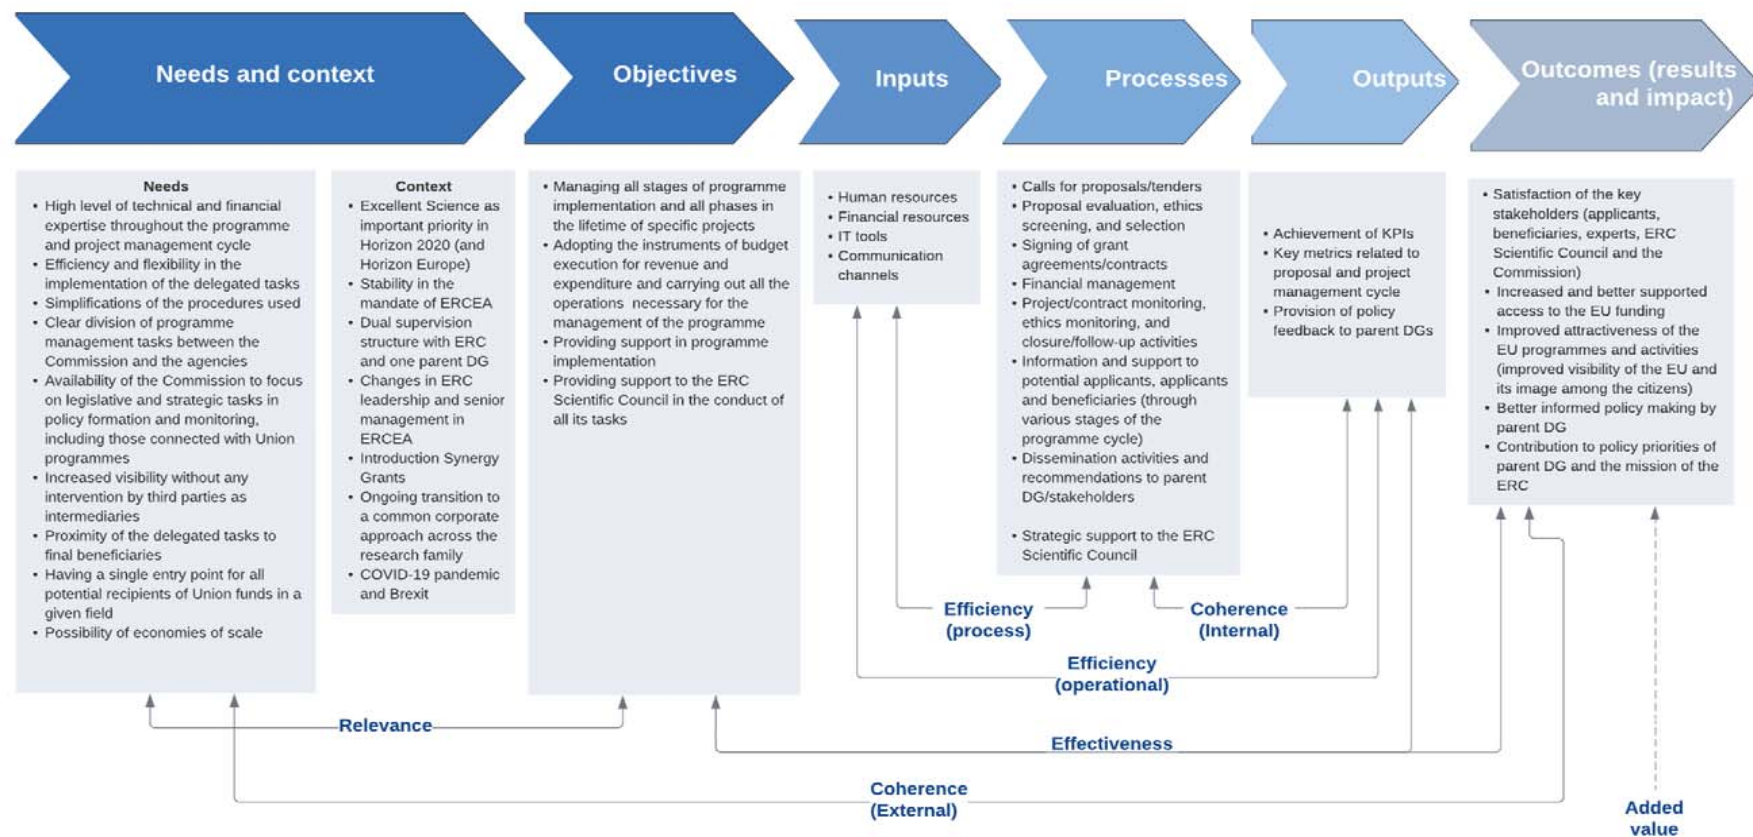 Needs and context
Objectives
Inputs
Processes
Outputs
Outcomes (results
and impact)
Needs
• High level of technical and financial
expertise throughout the programme
and project management cycle
• Efficiency and flexibility in the
implementation of the delegated tasks
• Simplifications of the procedures used
• Clear division of programme
management tasks between the
Commission and the agencies
• Availability of the Commission to focus
on legislative and strategic tasks in
policy formation and monitoring,
including those connected with Union
programmes
• Increased visibility without any
intervention by third parties as
intermediaries
• Proximity of the delegated tasks to
final beneficiaries
• Having a single entry point for all
potential recipients of Union funds in a
given field
• Possibility of economies of scale
Context
• Excellent Science as
important priority in
Horizon 2020 (and
Horizon Europe)
• Stability in the
mandate of ERCEA
• Dual supervision
structure with ERC
and one parent DG
• Changes in ERC
leadership and senior
management in
ERCEA
• Introduction Synergy
Grants
• Ongoing transition to
a common corporate
approach across the
research family
• COVID-19 pandemic
and Brexit
• Managing all stages of programme
implementation and all phases in
the lifetime of specific projects
• Adopting the instruments of budget
execution for revenue and
expenditure and carrying out all the
operations necessary for the
management of the programme
• Providing support in programme
implementation
• Providing support to the ERC
Scientific Council in the conduct of
all its tasks
• Human resources
• Financial resources
• IT tools
• Communication
channels
• Calls for proposals/tenders
• Proposal evaluation, ethics
screening, and selection
• Signing of grant
agreements/contracts
• Financial management
• Project/contract monitoring,
ethics monitoring, and
closure/follow-up activities
• Information and support to
potential applicants, applicants
and beneficiaries (through
various stages of the
programme cycle)
• Dissemination activities and
recommendations to parent
DG/stakeholders
• Strategic support to the ERC
Scientific Council
• Achievement of KPIs
• Key metrics related to
proposal and project
management cycle
• Provision of policy
feedback to parent DGs
• Satisfaction of the key
stakeholders (applicants,
beneficiaries, experts, ERC
Scientific Council and the
Commission)
• Increased and better supported
access to the EU funding
• Improved attractiveness of the
EU programmes and activities
(improved visibility of the EU and
its image among the citizens)
• Better informed policy making by
parent DG
• Contribution to policy priorities of
parent DG and the mission of the
ERC
Efficiency
(process)
Coherence
(Internal)
Efficiency
(operational)
Relevance
Effectiveness
Coherence
(External)
Added
value